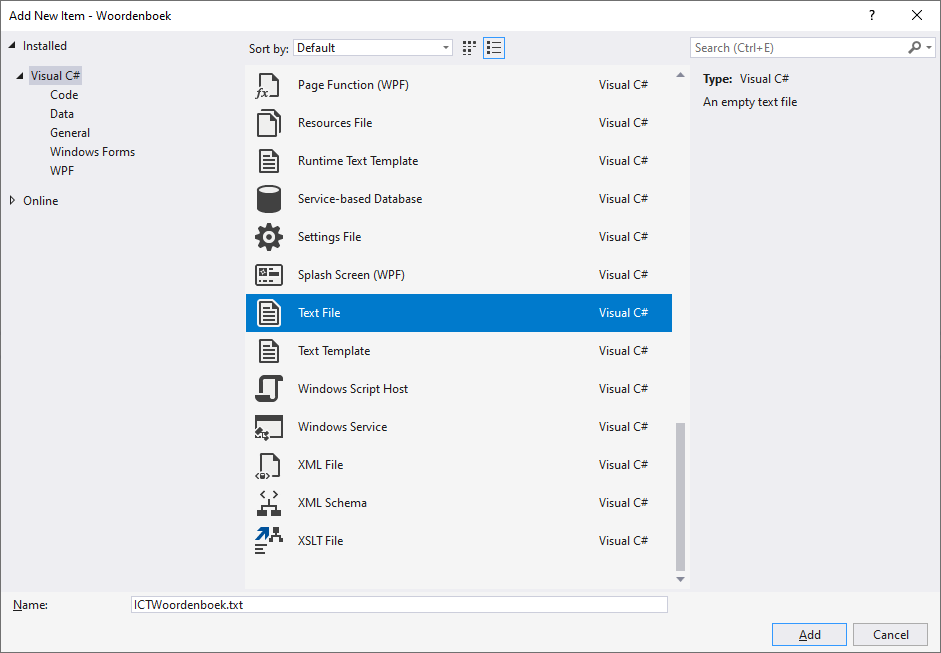 Add New Item - Woordenboek
?
Installed
Visual C#
Code
Data
General
Windows Forms
WPF
Online
Sort by: Default
Page Function (WPF) Visual C#
Resources File Visual C#
Runtime Text Template Visual C#
Service-based Database Visual C#
Settings File Visual C#
Splash Screen (WPF) Visual C#
Text File Visual C#
Text Template Visual C#
Windows Script Host Visual C#
Windows Service Visual C#
XML File Visual C#
XML Schema Visual C#
XSLT File Visual C#
Search (Ctrl+E)
Type: Visual C#
An empty text file
Name: ICTWoordenboek.txt
Add Cancel